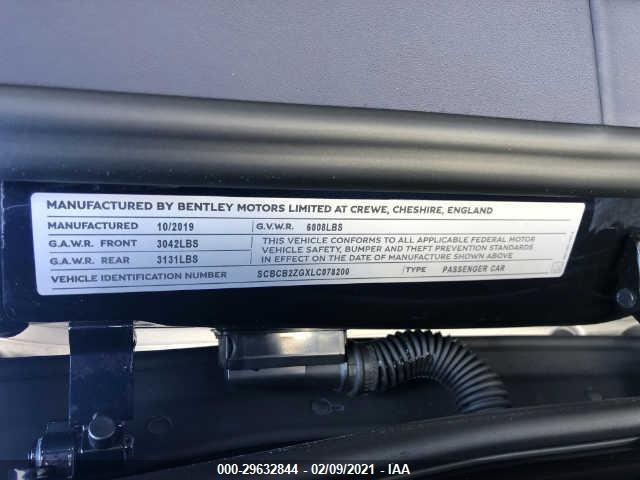 MANUFACTURED BY BENTLEY MOTORS LIMITED AT CREWE, CHESHIRE, ENGLAND
MANUFACTURED 10/2019 G.V.W.R. 6008LBS
G.A.W.R. FRONT 3042LBS
G.A.W.R. REAR 3131LBS
THIS VEHICLE CONFORMS TO ALL APPLICABLE FEDERAL MOTOR
VEHICLE SAFETY, BUMPER AND THEFT PREVENTION STANDARDS
IN EFFECT ON THE DATE OF MANUFACTURE SHOWN ABOVE
VEHICLE IDENTIFICATION NUMBER SCBCB2ZGXLC078200 TYPE PASSENGER CAR
000-29632844 - 02/09/2021 - IAA